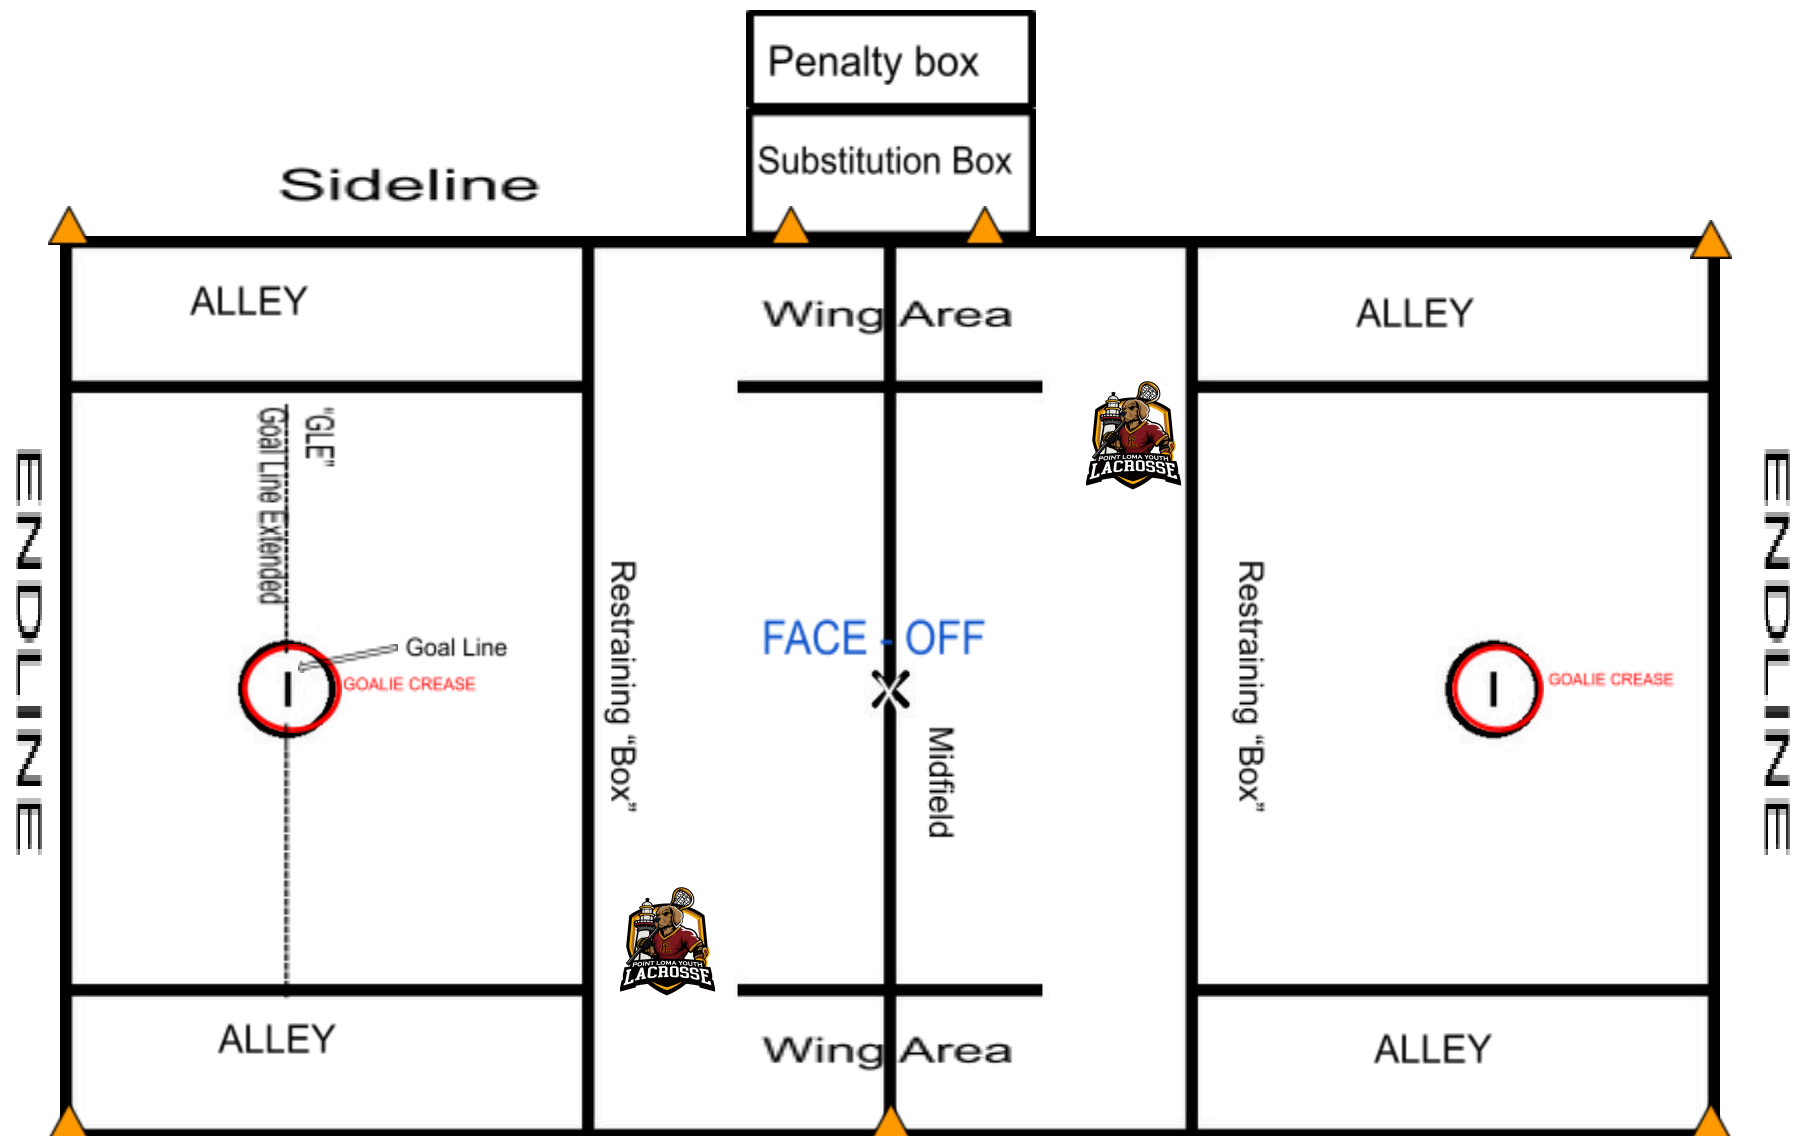 Penalty box
Substitution Box
Sideline
ALLEY
Wing Area
ALLEY
"GLE"
Goal Line Extended
POINT LOMA YOUTH
LACROSSE
ENDLINE
ENDLINE
Restraining "Box"
Restraining "Box"
FACE - OFF
Goal Line
GOALIE CREASE
GOALIE CREASE
X
Midfield
POINT LOMA YOUTH
LACROSSE
ALLEY
Wing Area
ALLEY